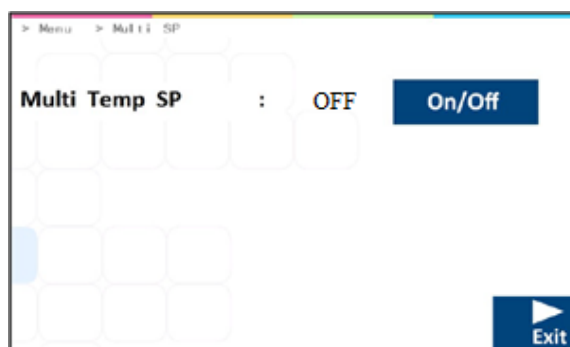 > Menu > Multi SP
Multi Temp SP : OFF On/Off
Exit